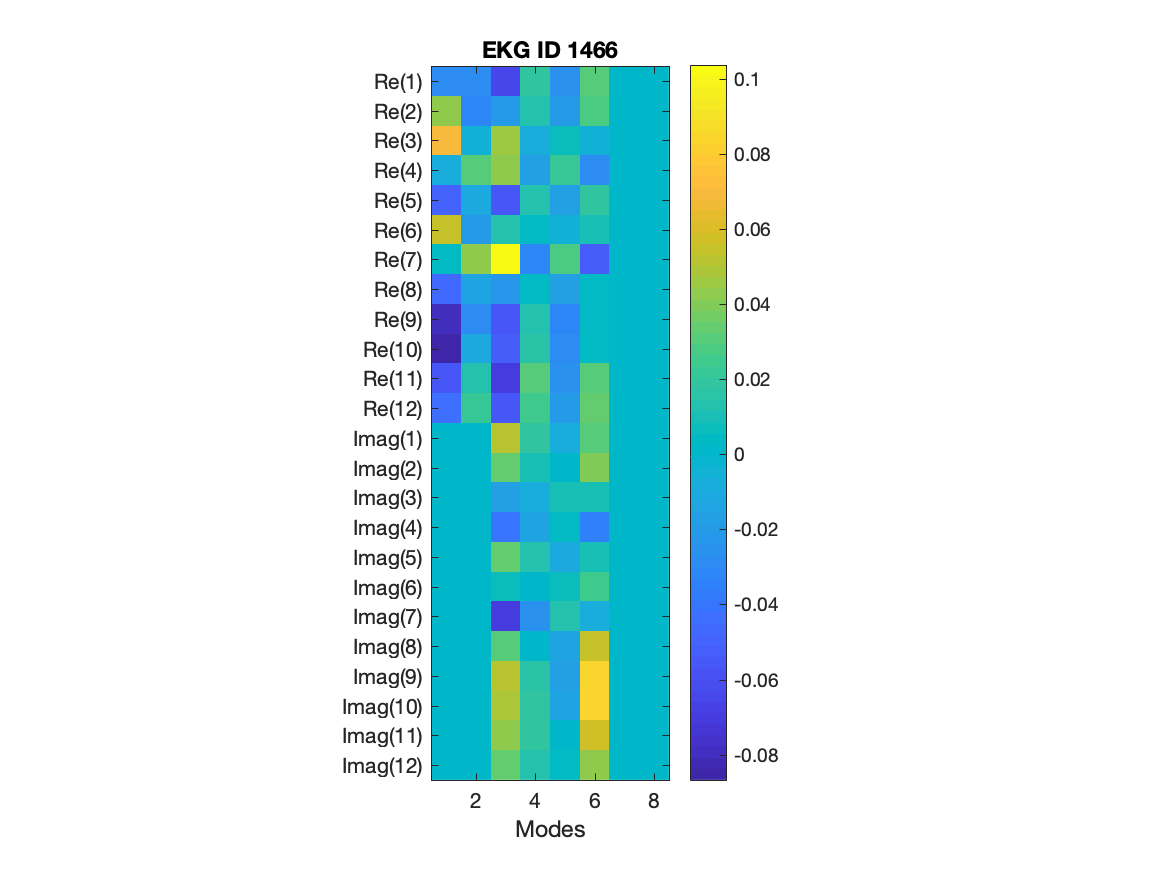 EKG ID 1466
Re(1)
Re(2)
Re(3)
Re(4)
Re(5)
Re(6)
Re(7)
Re(8)
Re(9)
Re(10)
Re(11)
Re(12)
Imag(1)
Imag(2)
Imag(3)
Imag(4)
Imag(5)
Imag(6)
Imag(7)
Imag(8)
Imag(9)
Imag(10)
Imag(11)
Imag(12)
2 4 6 8
Modes
0.1
0.08
0.06
0.04
0.02
0
-0.02
-0.04
-0.06
-0.08